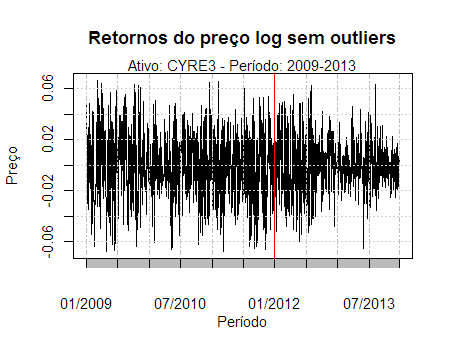 Retornos do preço log sem outliers
Ativo: CYRE3 - Período: 2009-2013
Preço
0.06
0.02
-0.02
-0.06
01/2009
07/2010
01/2012
07/2013
Período